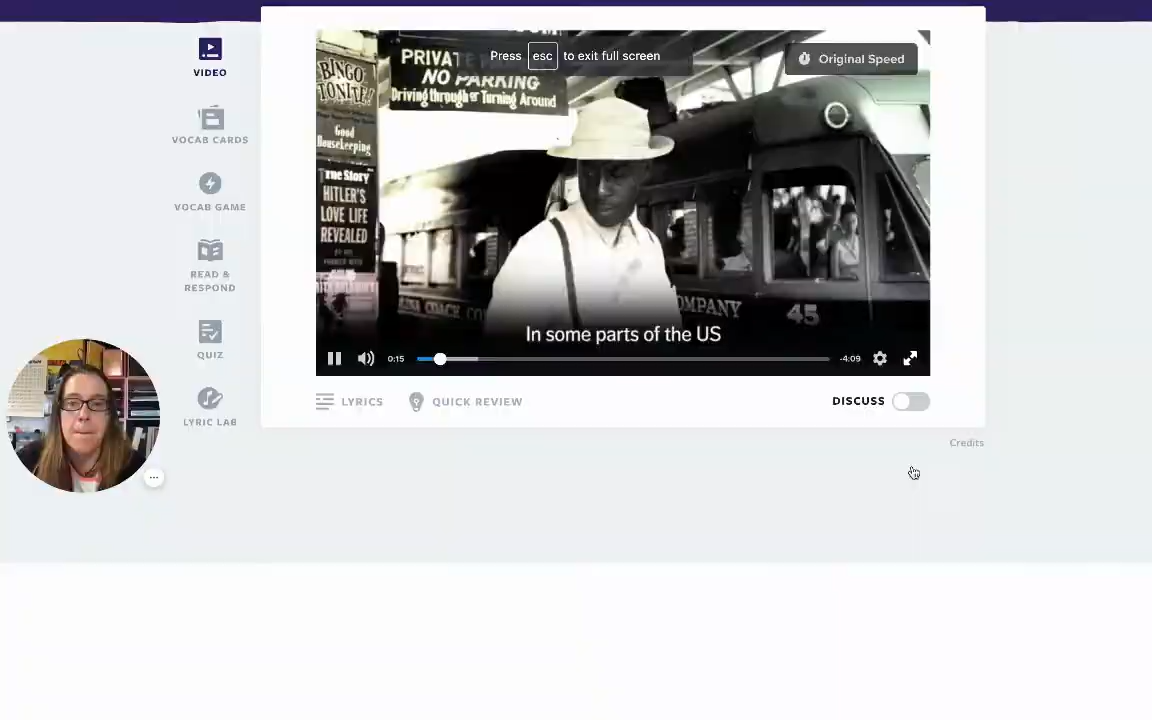 VIDEO
VOCAB CARDS
VOCAB GAME
READ &
RESPOND
QUIZ
LYRIC LAB
PRIVATE
NO PARKING
Driving through or Turning Around
BINGO
TONITE!
Good
Housekeeping
True Story
HITLER'S
LOVE LIFE
REVEALED
Press esc to exit full screen
Original Speed
COACH COMPANY
45
In some parts of the US
0:15
-4:09
LYRICS
QUICK REVIEW
DISCUSS
Credits